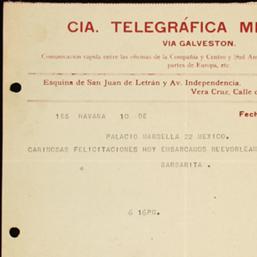 CIA. TELEGRÁFICA ME
VIA GALVESTON.
Comunicación rápida entre las oficinas de la Compañía y Centro y Sud Am
partes de Europa, etc.
Esquina de San Juan de Letrán y Av. Independencia.
Vera Cruz, Calle d
Fech
165 HAVANA 10 DE
PALACIO MARSELLA 22 MEXICO.
CARINOSAS FELICITACIONES HOY EMBARCAMOS NUEVORLEAN
SARGARITA.
6 16PG.